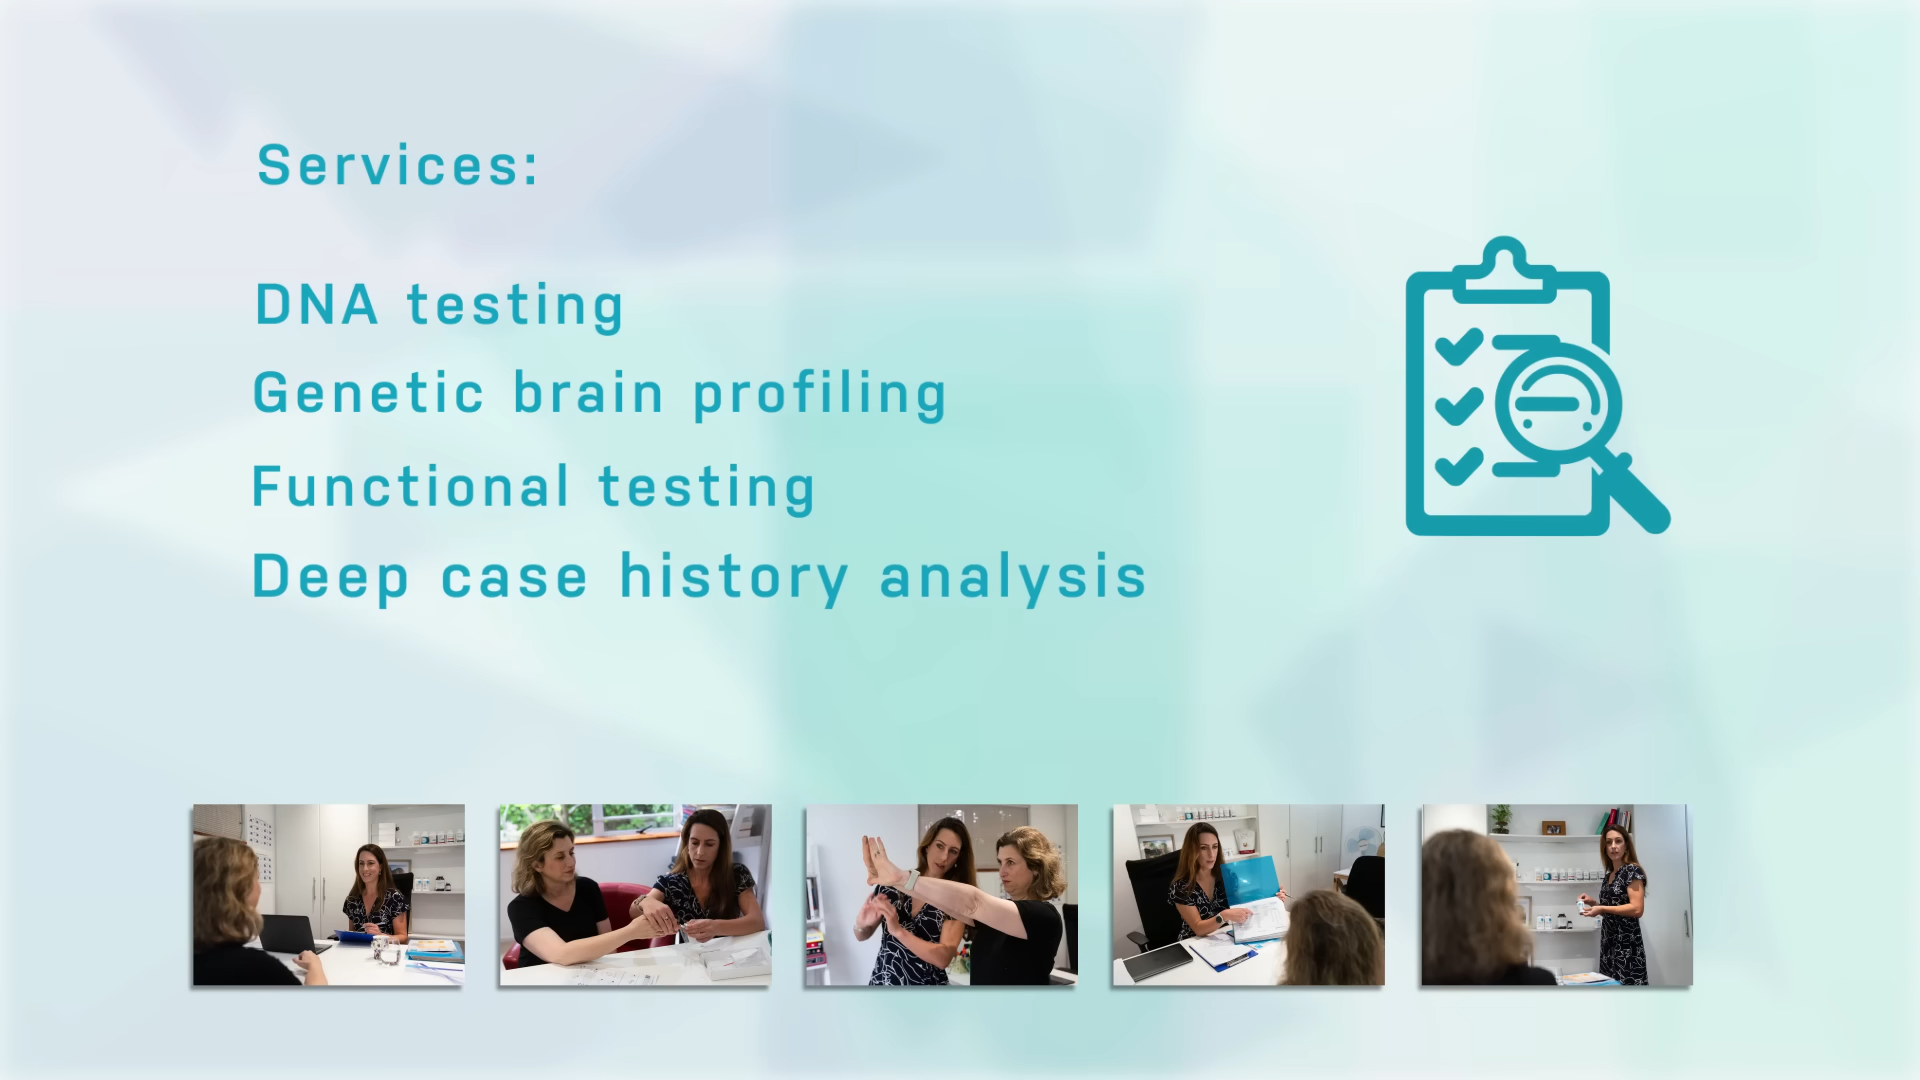 Services:
DNA testing
Genetic brain profiling
Functional testing
Deep case history analysis